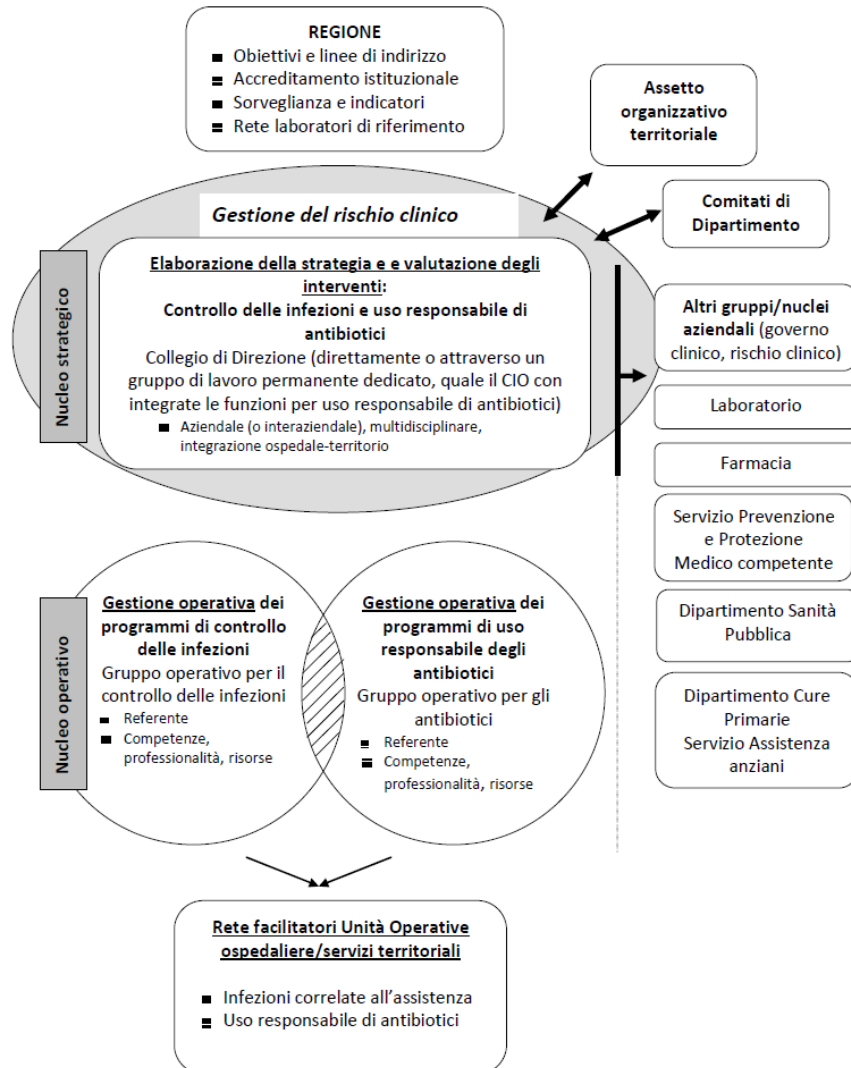 REGIONE
Obiettivi e linee di indirizzo
Accreditamento istituzionale
Sorveglianza e indicatori
Rete laboratori di riferimento
Assetto
organizzativo
territoriale
Comitati di
Dipartimento
Gestione del rischio clinico
Nucleo strategico
Elaborazione della strategia e e valutazione degli
interventi:
Controllo delle infezioni e uso responsabile di
antibiotici
Collegio di Direzione (direttamente o attraverso un
gruppo di lavoro permanente dedicato, quale il CIO con
integrate le funzioni per uso responsabile di antibiotici)
Aziendale (o interaziendale), multidisciplinare,
integrazione ospedale-territorio
Altri gruppi/nuclei
aziendali (governo
clinico, rischio clinico)
Laboratorio
Farmacia
Servizio Prevenzione
e Protezione
Medico competente
Dipartimento Sanità
Pubblica
Dipartimento Cure
Primarie
Servizio Assistenza
anziani
Nucleo operativo
Gestione operativa dei
programmi di controllo
delle infezioni
Gruppo operativo per il
controllo delle infezioni
Referente
Competenze,
professionalità, risorse
Gestione operativa dei
programmi di uso
responsabile degli
antibiotici
Gruppo operativo per gli
antibiotici
Referente
Competenze,
professionalità, risorse
Rete facilitatori Unità Operative
ospedaliere/servizi territoriali
Infezioni correlate all'assistenza
Uso responsabile di antibiotici